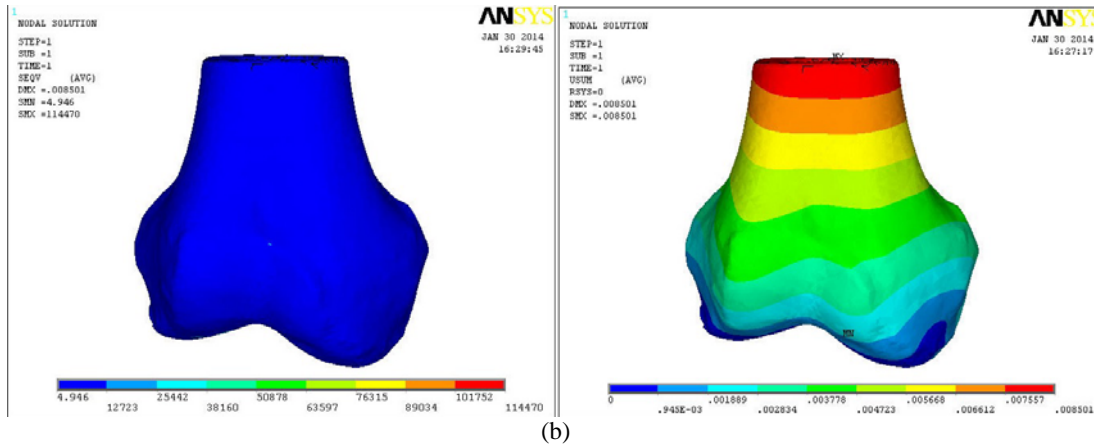 1
NODAL SOLUTION
STEP=1
SUB =1
TIME=1
SEQV (AVG)
DMX =.008501
SMN =4.946
SMX =114470
ANSYS
JAN 30 2014
16:29:45
4.946 25442 50878 76315 101752
12723 38160 63597 89034 114470
1
NODAL SOLUTION
STEP=1
SUB =1
TIME=1
USUM (AVG)
RSYS=0
DMX =.008501
SMX =.008501
ANSYS
JAN 30 2014
16:27:17
MX
MN
0 .001889 .003778 .005668 .007557
.945E-03 .002834 .004723 .006612 .008501
(b)